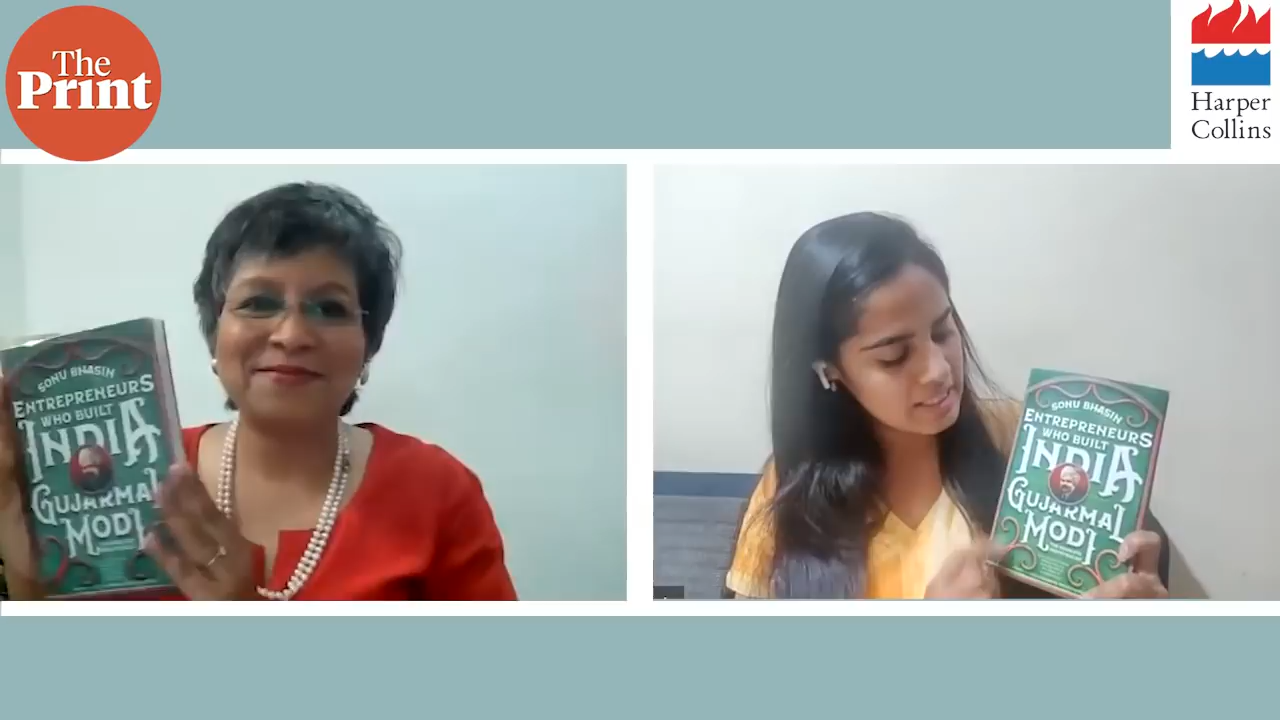 The
Print
Harper
Collins
SONU BHASIN
ENTREPRENEURS
WHO BUILT
INDIA
GUJARMAL
MODI
SONU BHASIN
ENTREPRENEURS
WHO BUILT
INDIA
GUJARMAL
MODI